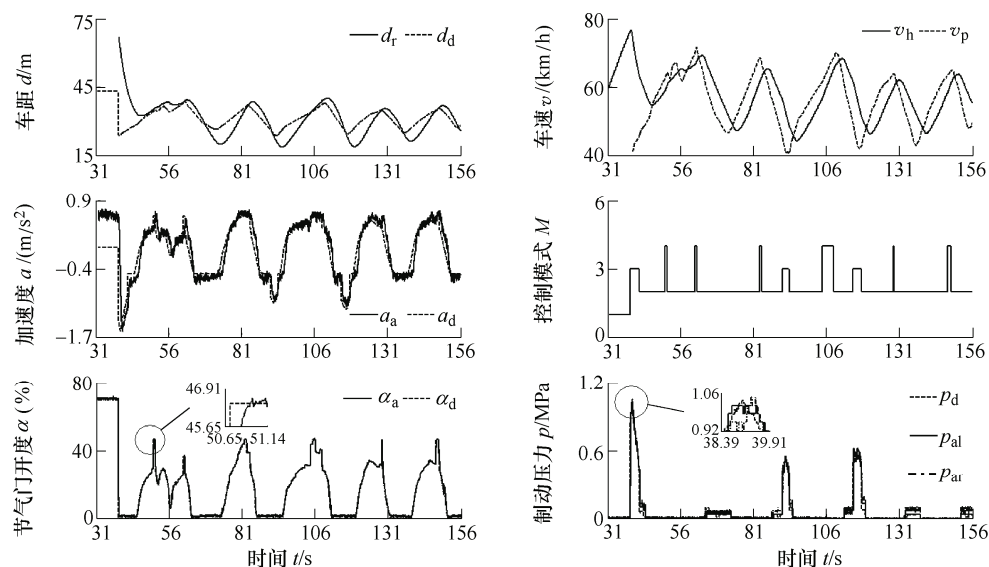 75
45
15
31 56 81 106 131 156
车距 d/m
d_r d_d
80
60
40
31 56 81 106 131 156
车速 v/(km/h)
v_h v_p
0.9
−0.4
−1.7
31 56 81 106 131 156
加速度 a/(m/s²)
a_a a_d
6
3
0
31 56 81 106 131 156
控制模式 M
80
40
0
31 56 81 106 131 156
节气门开度 α(%)
时间 t/s
46.91
45.65
50.65 51.14
α_a α_d
1.2
0.6
0
31 56 81 106 131 156
制动压力 p/MPa
时间 t/s
1.06
0.92
38.39 39.91
p_d
p_al
p_ar